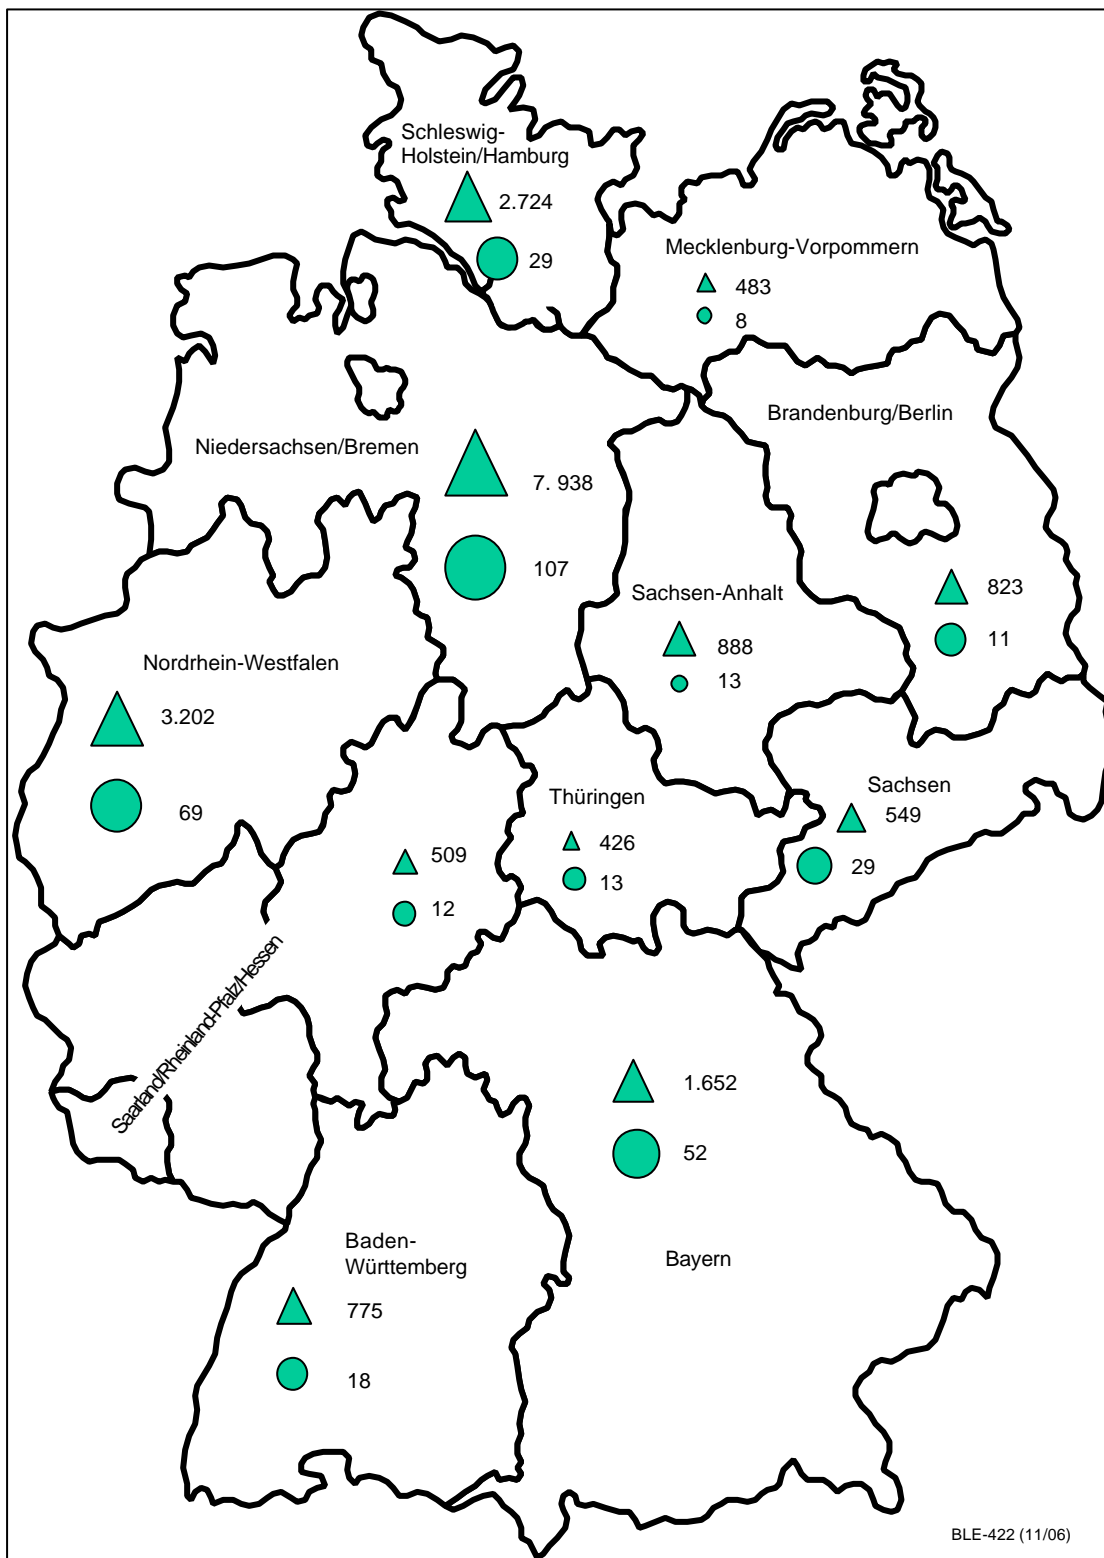 Schleswig-
Holstein/Hamburg
2.724
29
Mecklenburg-Vorpommern
483
8
Brandenburg/Berlin
823
11
Niedersachsen/Bremen
7. 938
107
Sachsen-Anhalt
888
13
Nordrhein-Westfalen
3.202
69
Sachsen
549
29
Thüringen
426
13
509
12
Saarland/Rheinland-Pfalz/Hessen
1.652
52
Bayern
Baden-
Württemberg
775
18
BLE-422 (11/06)